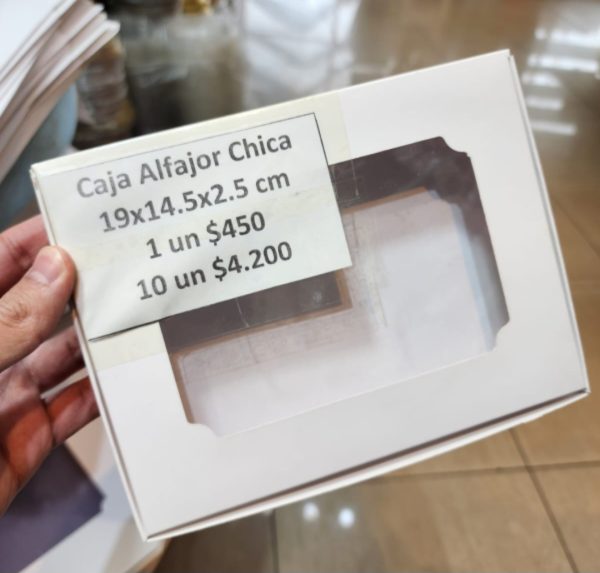 Caja Alfajor Chica
19x14.5x2.5 cm
1 un $450
10 un $4.200